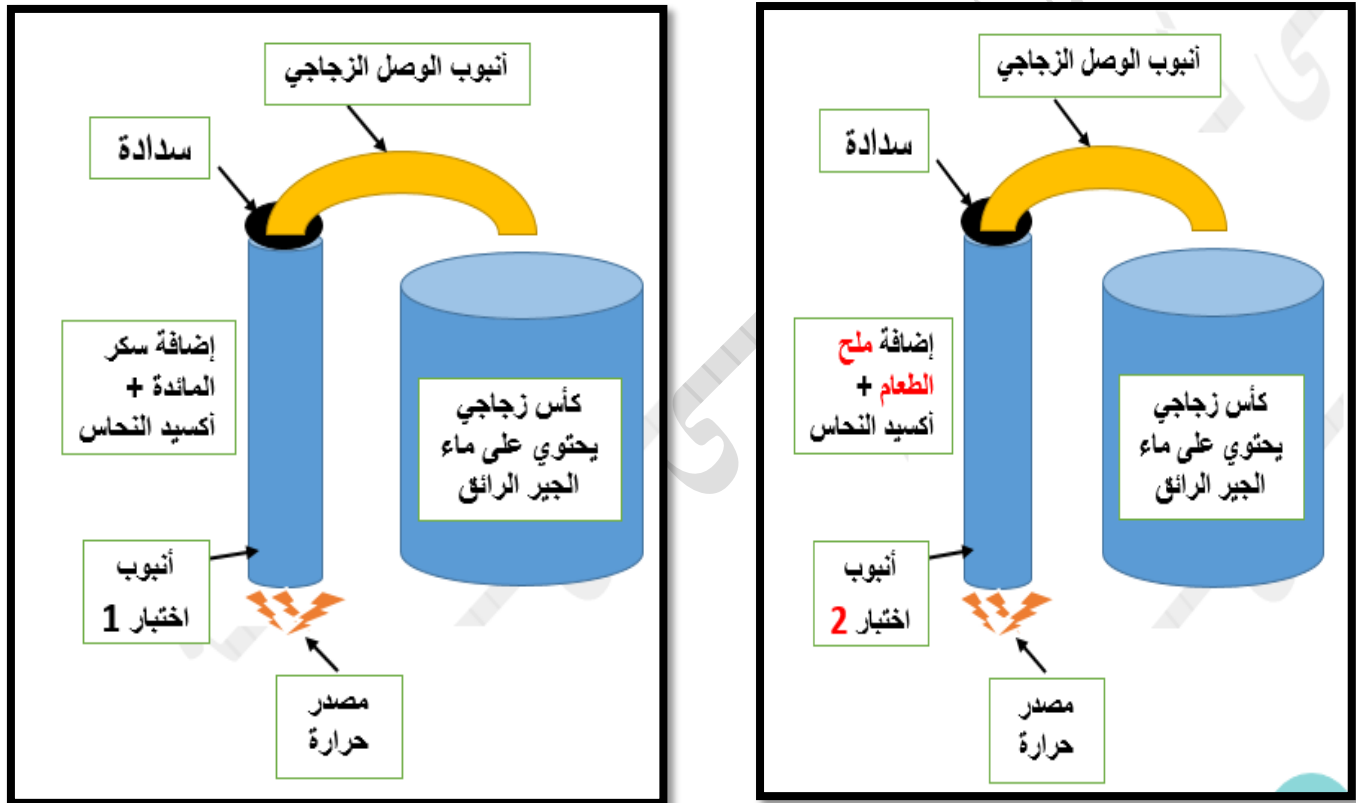 أنبوب الوصل الزجاجي
سدادة
إضافة سكر
المائدة +
أكسيد النحاس
كأس زجاجي
يحتوي على ماء
الجير الرائق
أنبوب
اختبار 1
مصدر
حرارة
أنبوب الوصل الزجاجي
سدادة
إضافة ملح
الطعام +
أكسيد النحاس
كأس زجاجي
يحتوي على ماء
الجير الرائق
أنبوب
اختبار 2
مصدر
حرارة